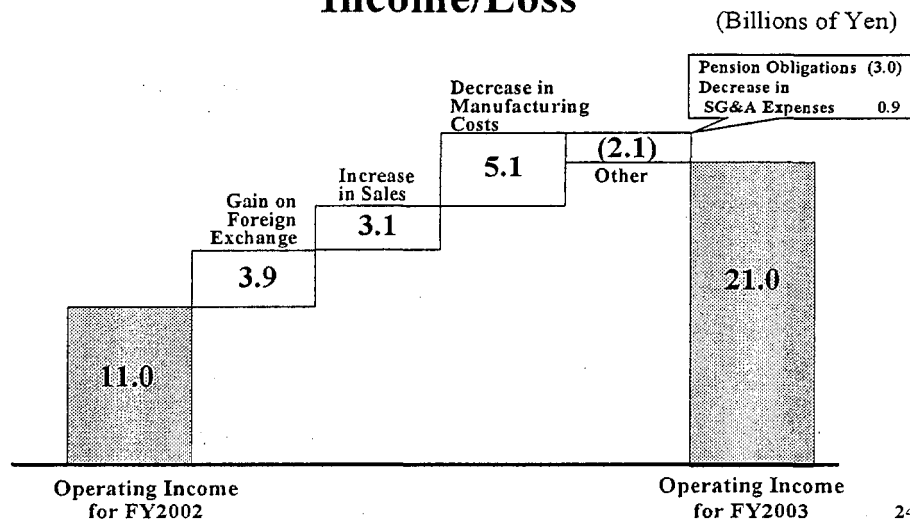 Income/Loss
(Billions of Yen)
Pension Obligations (3.0)
Decrease in
SG&A Expenses 0.9
Decrease in
Manufacturing
Costs
5.1
(2.1)
Other
Increase
in Sales
3.1
Gain on
Foreign
Exchange
3.9
11.0
21.0
Operating Income
for FY2002
Operating Income
for FY2003
24